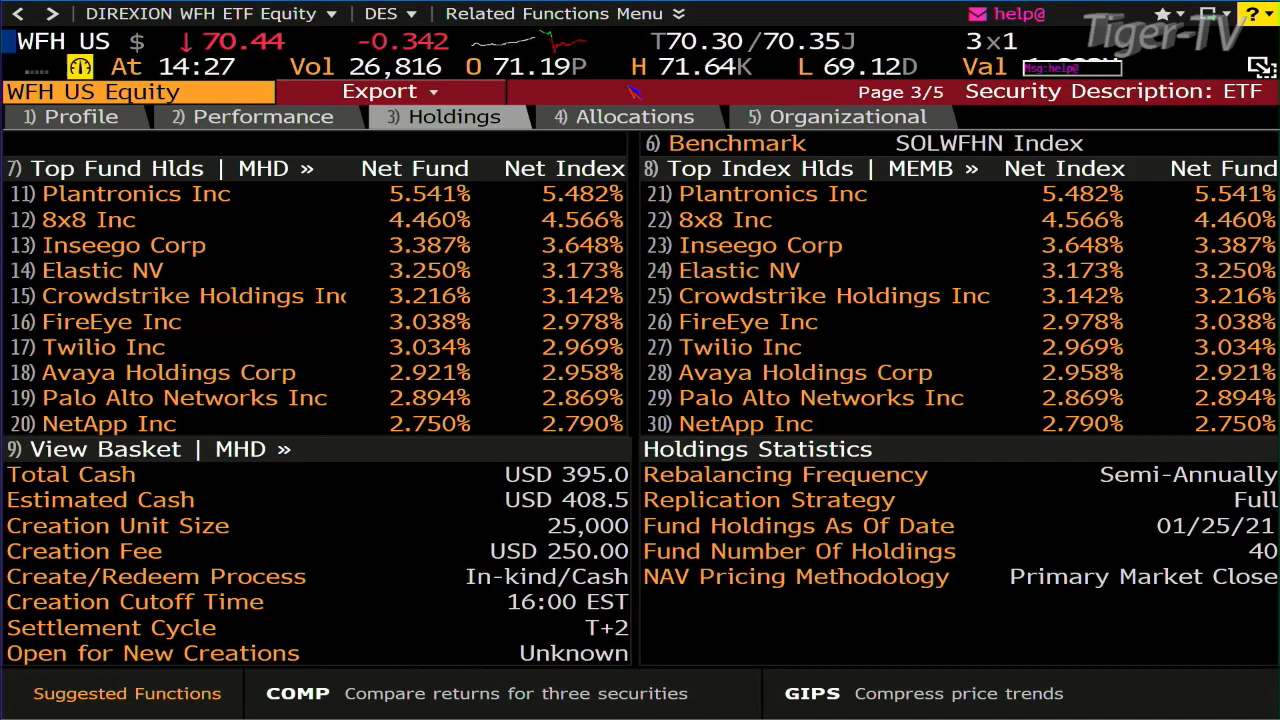 < > DIREXION WFH ETF Equity ▾ DES ▾ Related Functions Menu help@ ?
Tiger-TV
WFH US $ ↓70.44 -0.342 T70.30/70.35J 3x1
At 14:27 Vol 26,816 O 71.19P H 71.64K L 69.12D Val
Msg:help@
WFH US Equity Export ▾ Page 3/5 Security Description: ETF
1) Profile 2) Performance 3) Holdings 4) Allocations 5) Organizational
6) Benchmark SOLWFHN Index
7) Top Fund Hlds | MHD » Net Fund Net Index 8) Top Index Hlds | MEMB » Net Index Net Fund
11) Plantronics Inc 5.541% 5.482% 21) Plantronics Inc 5.482% 5.541%
12) 8x8 Inc 4.460% 4.566% 22) 8x8 Inc 4.566% 4.460%
13) Inseego Corp 3.387% 3.648% 23) Inseego Corp 3.648% 3.387%
14) Elastic NV 3.250% 3.173% 24) Elastic NV 3.173% 3.250%
15) Crowdstrike Holdings Inc 3.216% 3.142% 25) Crowdstrike Holdings Inc 3.142% 3.216%
16) FireEye Inc 3.038% 2.978% 26) FireEye Inc 2.978% 3.038%
17) Twilio Inc 3.034% 2.969% 27) Twilio Inc 2.969% 3.034%
18) Avaya Holdings Corp 2.921% 2.958% 28) Avaya Holdings Corp 2.958% 2.921%
19) Palo Alto Networks Inc 2.894% 2.869% 29) Palo Alto Networks Inc 2.869% 2.894%
20) NetApp Inc 2.750% 2.790% 30) NetApp Inc 2.790% 2.750%
9) View Basket | MHD » Holdings Statistics
Total Cash USD 395.0 Rebalancing Frequency Semi-Annually
Estimated Cash USD 408.5 Replication Strategy Full
Creation Unit Size 25,000 Fund Holdings As Of Date 01/25/21
Creation Fee USD 250.00 Fund Number Of Holdings 40
Create/Redeem Process In-kind/Cash NAV Pricing Methodology Primary Market Close
Creation Cutoff Time 16:00 EST
Settlement Cycle T+2
Open for New Creations Unknown
Suggested Functions COMP Compare returns for three securities GIPS Compress price trends